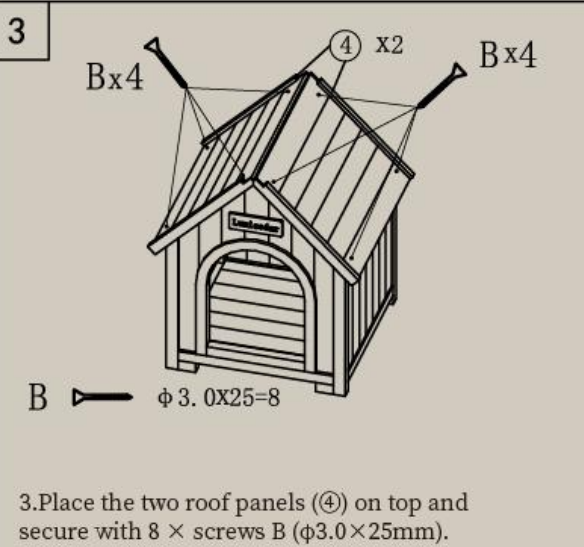 3
④ x2
Bx4
Bx4
B ϕ3.0X25=8
3.Place the two roof panels (④) on top and
secure with 8 × screws B (ϕ3.0×25mm).